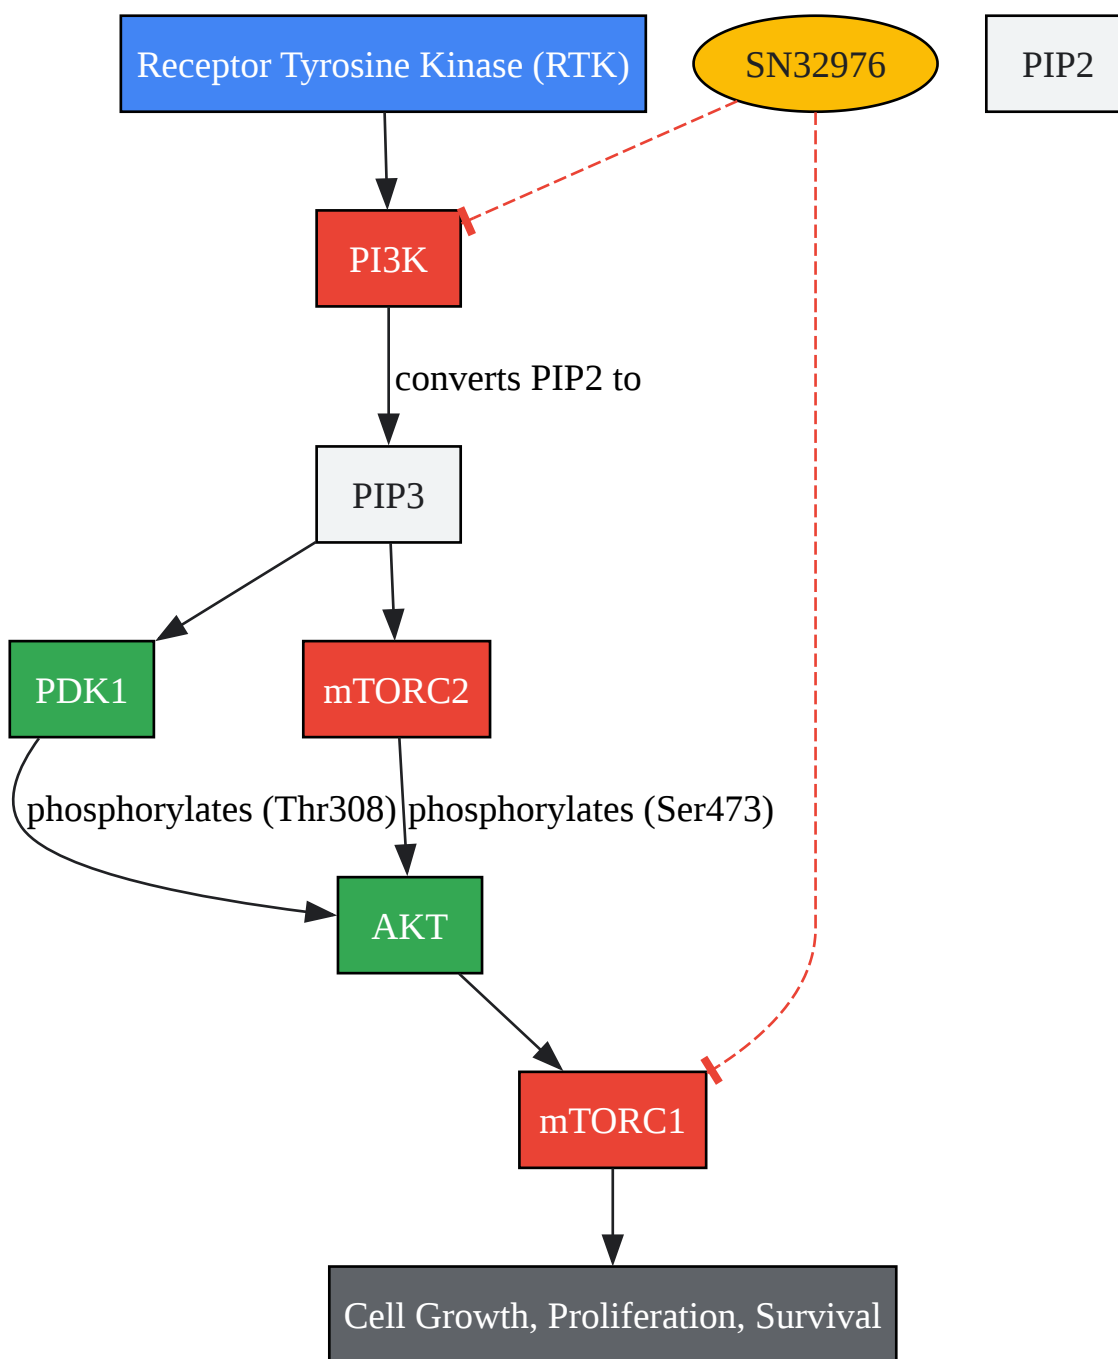 Receptor Tyrosine Kinase (RTK)
SN32976
PIP2
PI3K
converts PIP2 to
PIP3
PDK1
mTORC2
phosphorylates (Thr308)
phosphorylates (Ser473)
AKT
mTORC1
Cell Growth, Proliferation, Survival